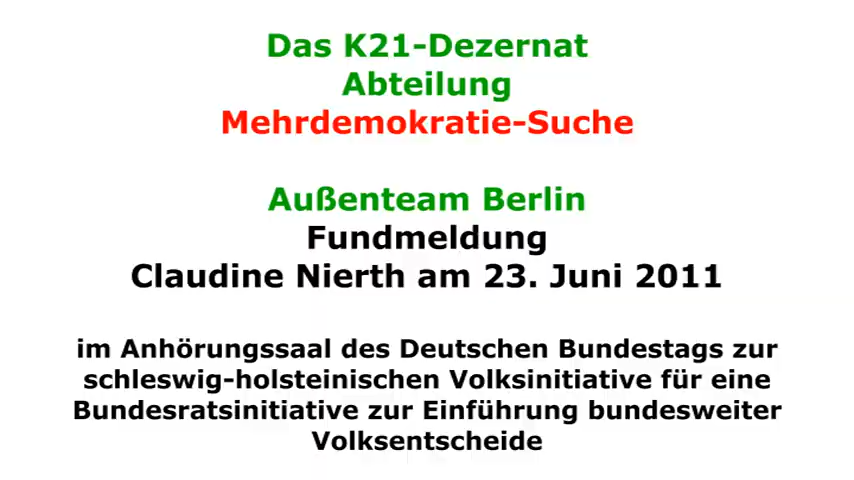 Das K21-Dezernat
Abteilung
Mehrdemokratie-Suche
Außenteam Berlin
Fundmeldung
Claudine Nierth am 23. Juni 2011
im Anhörungssaal des Deutschen Bundestags zur
schleswig-holsteinischen Volksinitiative für eine
Bundesratsinitiative zur Einführung bundesweiter
Volksentscheide